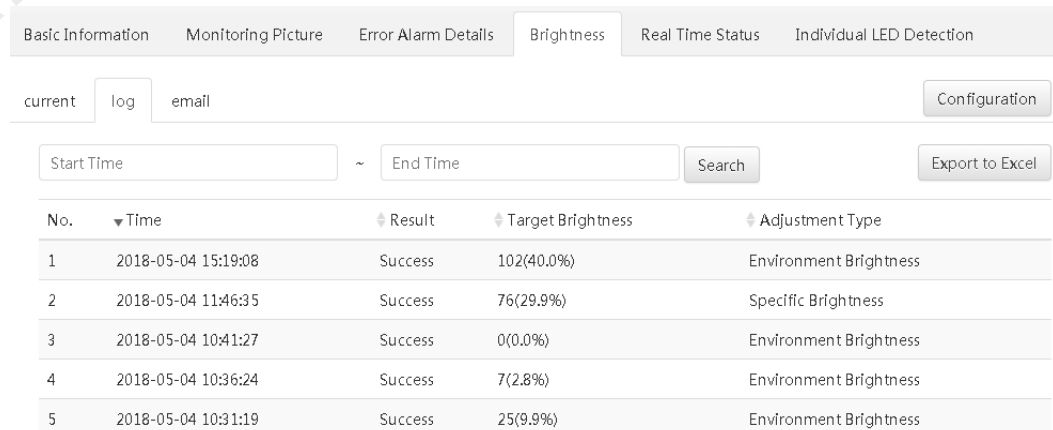 Basic Information Monitoring Picture Error Alarm Details Brightness Real Time Status Individual LED Detection
current log email Configuration
Start Time ~ End Time Search Export to Excel
No. Time Result Target Brightness Adjustment Type
1 2018-05-04 15:19:08 Success 102(40.0%) Environment Brightness
2 2018-05-04 11:46:35 Success 76(29.9%) Specific Brightness
3 2018-05-04 10:41:27 Success 0(0.0%) Environment Brightness
4 2018-05-04 10:36:24 Success 7(2.8%) Environment Brightness
5 2018-05-04 10:31:19 Success 25(9.9%) Environment Brightness